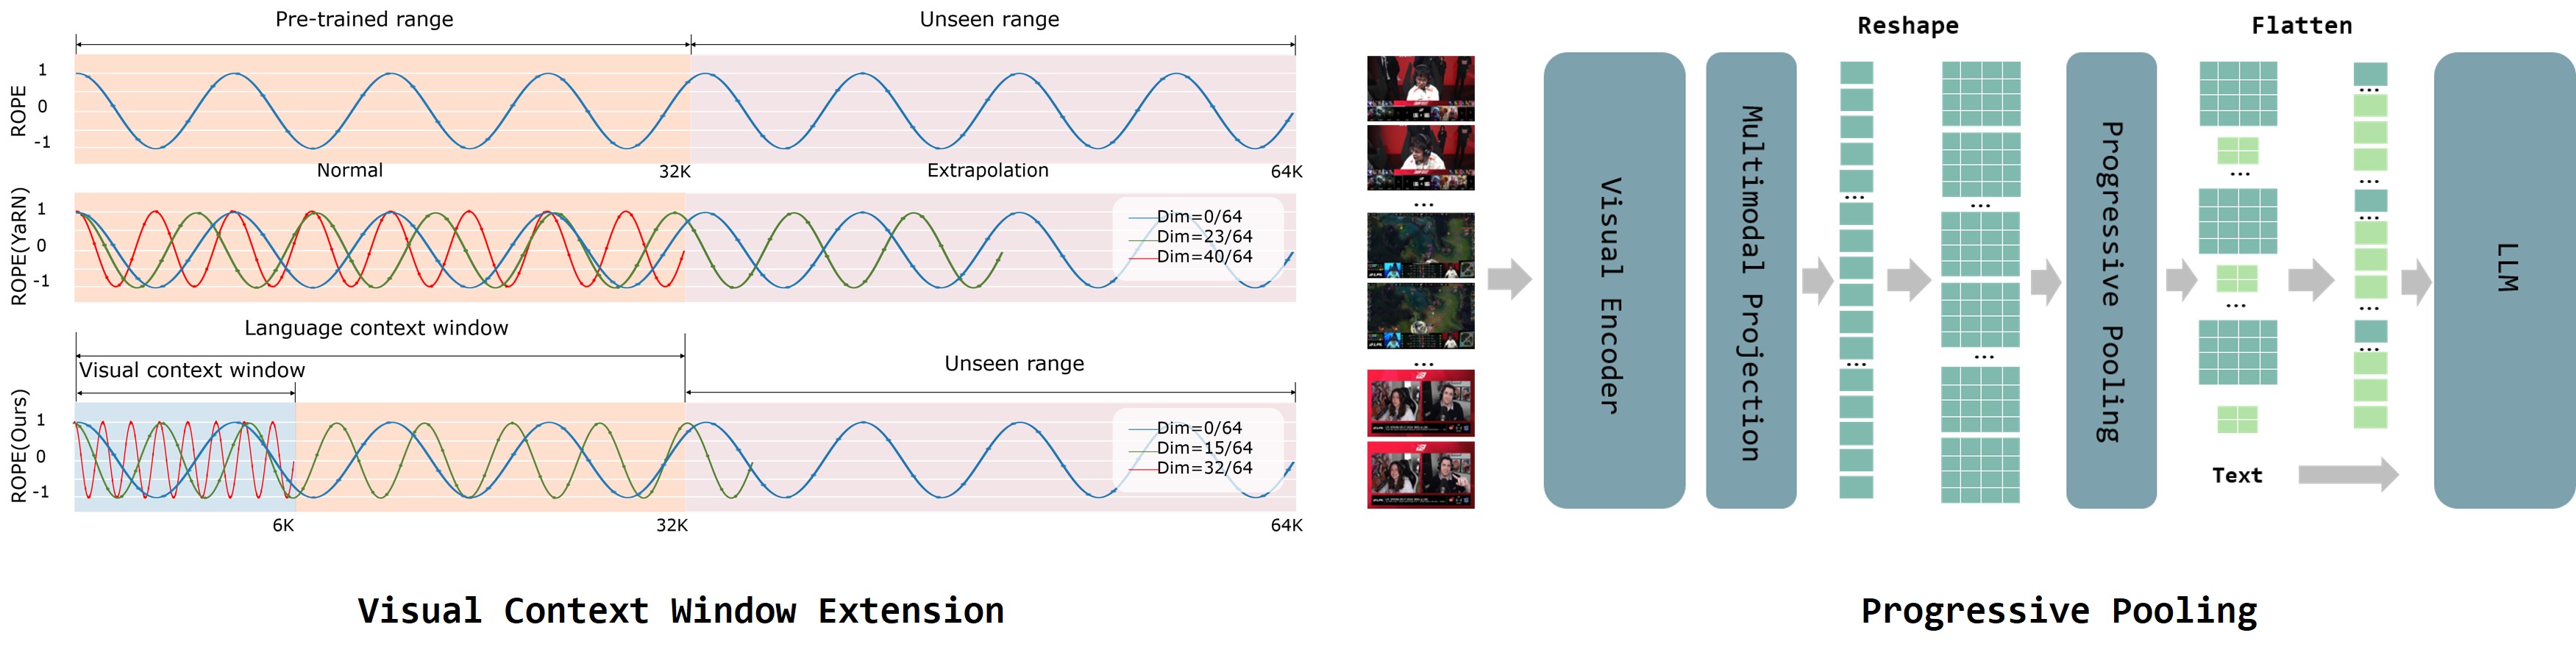 Pre-trained range
Unseen range
ROPE
1
0
-1
Normal
32K
Extrapolation
64K
ROPE(YaRN)
1
0
-1
Dim=0/64
Dim=23/64
Dim=40/64
Language context window
Visual context window
Unseen range
ROPE(Ours)
1
0
-1
Dim=0/64
Dim=15/64
Dim=32/64
6K
32K
64K
Visual Context Window Extension
...
...
Visual Encoder
Multimodal Projection
Reshape
...
...
...
...
Progressive Pooling
Flatten
...
...
...
...
...
...
...
...
Text
LLM
Progressive Pooling